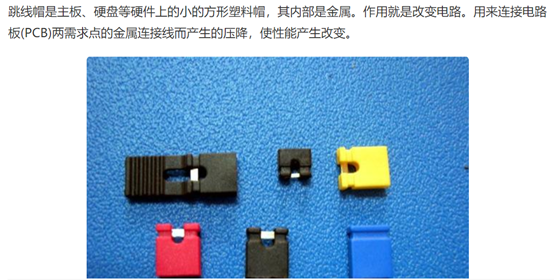 跳线帽是主板、硬盘等硬件上的小的方形塑料帽，其内部是金属。作用就是改变电路。用来连接电路
板(PCB)两需求点的金属连接线而产生的压降，使性能产生改变。